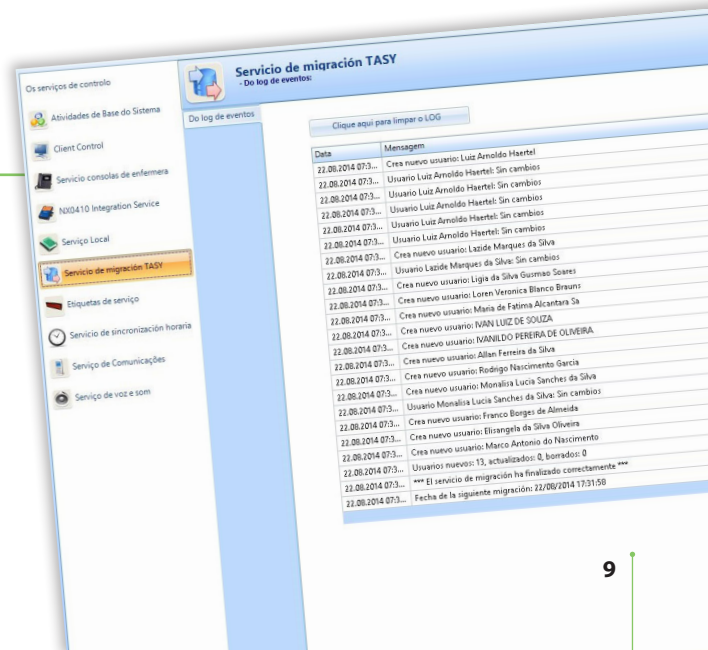 Os serviços de controlo
Atividades de Base do Sistema
Client Control
Servicio consolas de enfermera
NX0410 Integration Service
Serviço Local
Servicio de migración TASY
Etiquetas de serviço
Servicio de sincronización horaria
Serviço de Comunicações
Serviço de voz e som
Servicio de migración TASY
- Do log de eventos:
Do log de eventos
Clique aqui para limpar o LOG
Data Mensagem
22.08.2014 07:3... Crea nuevo usuario: Luiz Arnoldo Haertel
22.08.2014 07:3... Usuario Luiz Arnoldo Haertel: Sin cambios
22.08.2014 07:3... Usuario Luiz Arnoldo Haertel: Sin cambios
22.08.2014 07:3... Usuario Luiz Arnoldo Haertel: Sin cambios
22.08.2014 07:3... Usuario Luiz Arnoldo Haertel: Sin cambios
22.08.2014 07:3... Usuario Luiz Arnoldo Haertel: Sin cambios
22.08.2014 07:3... Crea nuevo usuario: Lazide Marques da Silva
22.08.2014 07:3... Usuario Lazide Marques da Silva: Sin cambios
22.08.2014 07:3... Crea nuevo usuario: Ligia da Silva Gusmao Soares
22.08.2014 07:3... Crea nuevo usuario: Loren Veronica Blanco Brauns
22.08.2014 07:3... Crea nuevo usuario: Maria de Fatima Alcantara Sa
22.08.2014 07:3... Crea nuevo usuario: IVAN LUIZ DE SOUZA
22.08.2014 07:3... Crea nuevo usuario: IVANILDO PEREIRA DE OLIVEIRA
22.08.2014 07:3... Crea nuevo usuario: Allan Ferreira da Silva
22.08.2014 07:3... Crea nuevo usuario: Rodrigo Nascimento Garcia
22.08.2014 07:3... Crea nuevo usuario: Monalisa Lucia Sanches da Silva
22.08.2014 07:3... Usuario Monalisa Lucia Sanches da Silva: Sin cambios
22.08.2014 07:3... Crea nuevo usuario: Franco Borges de Almeida
22.08.2014 07:3... Crea nuevo usuario: Elisangela da Silva Oliveira
22.08.2014 07:3... Crea nuevo usuario: Marco Antonio do Nascimento
22.08.2014 07:3... Usuarios nuevos: 13, actualizados: 0, borrados: 0
22.08.2014 07:3... *** El servicio de migración ha finalizado correctamente ***
22.08.2014 07:3... Fecha de la siguiente migración: 22/08/2014 17:31:58
9